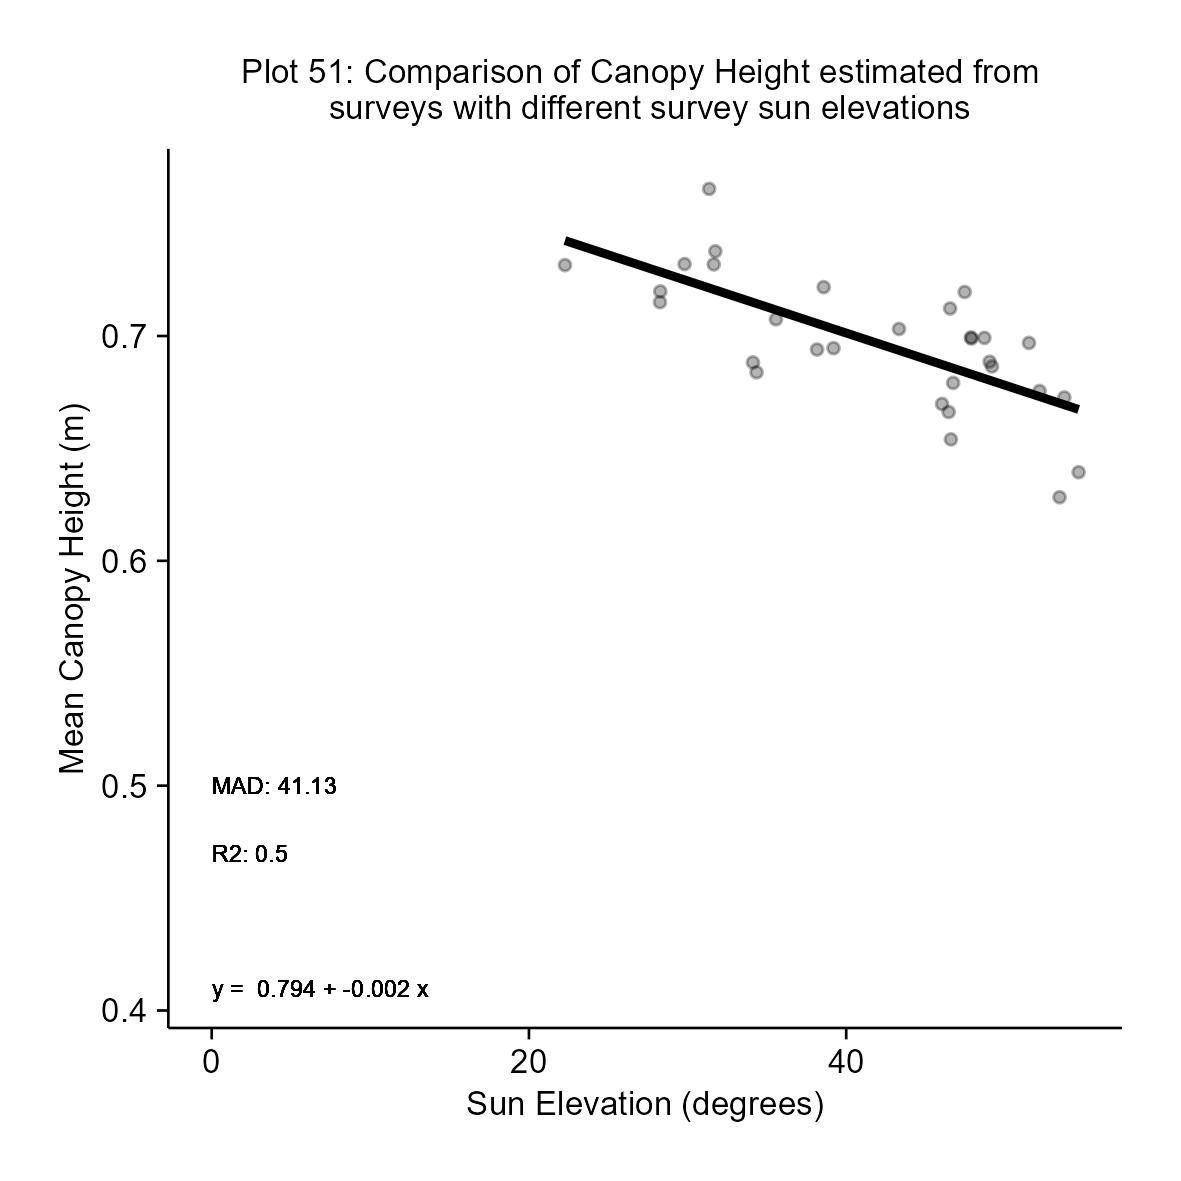 Plot 51: Comparison of Canopy Height estimated from
surveys with different survey sun elevations
Mean Canopy Height (m)
0.7
0.6
0.5
0.4
MAD: 41.13
R2: 0.5
y =  0.794 + -0.002 x
0
20
40
Sun Elevation (degrees)